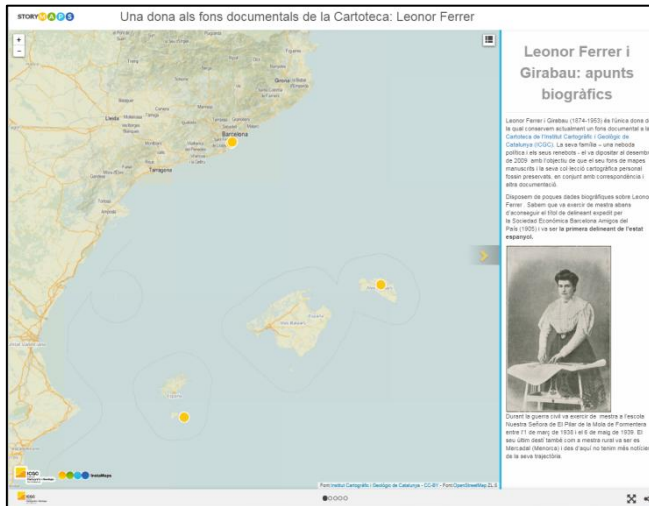 STORYMAPS
Una dona als fons documentals de la Cartoteca: Leonor Ferrer
+
−
Girona
Lleida
Terrassa
Barcelona
Tarragona
Leonor Ferrer i
Girabau: apunts
biogràfics
Leonor Ferrer i Girabau (1874-1953) és l'única dona de
la qual conservem actualment un fons documental a la
Cartoteca de l'Institut Cartogràfic i Geològic de
Catalunya (ICGC). La seva família – una neboda
política i els seus renebots - el va dipositar al desembre
de 2009 amb l'objectiu de que el seu fons de mapes
manuscrits i la seva col·lecció cartogràfica personal
fossin preservats, en conjunt amb correspondència i
altra documentació.
Disposem de poques dades biogràfiques sobre Leonor
Ferrer . Sabem que va exercir de mestra abans
d'aconseguir el títol de delineant expedit per
la Sociedad Económica Barcelona Amigos del
País (1905) i va ser la primera delineant de l'estat
espanyol.
Durant la guerra civil va exercir de mestra a l'escola
Nuestra Señora de El Pilar de la Mola de Formentera
entre l'1 de març de 1936 i el 6 de maig de 1939. El
seu últim destí també com a mestra rural va ser es
Mercadal (Menorca) i des d'aquí no tenim més notícies
de la seva trajectòria.
ICGC
InstaMaps
Font:Institut Cartogràfic i Geològic de Catalunya - CC-BY - Font:OpenStreetMap ZL:8
ICGC